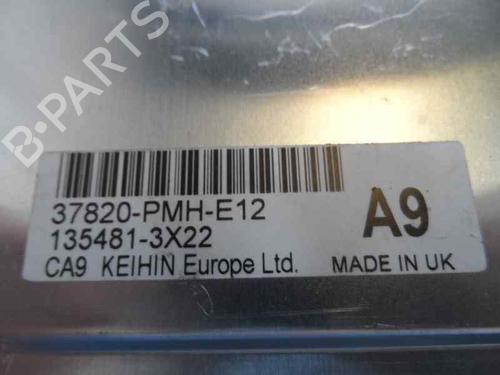 B-PARTS
37820-PMH-E12
135481-3X22
A9
CA9 KEIHIN Europe Ltd. MADE IN UK